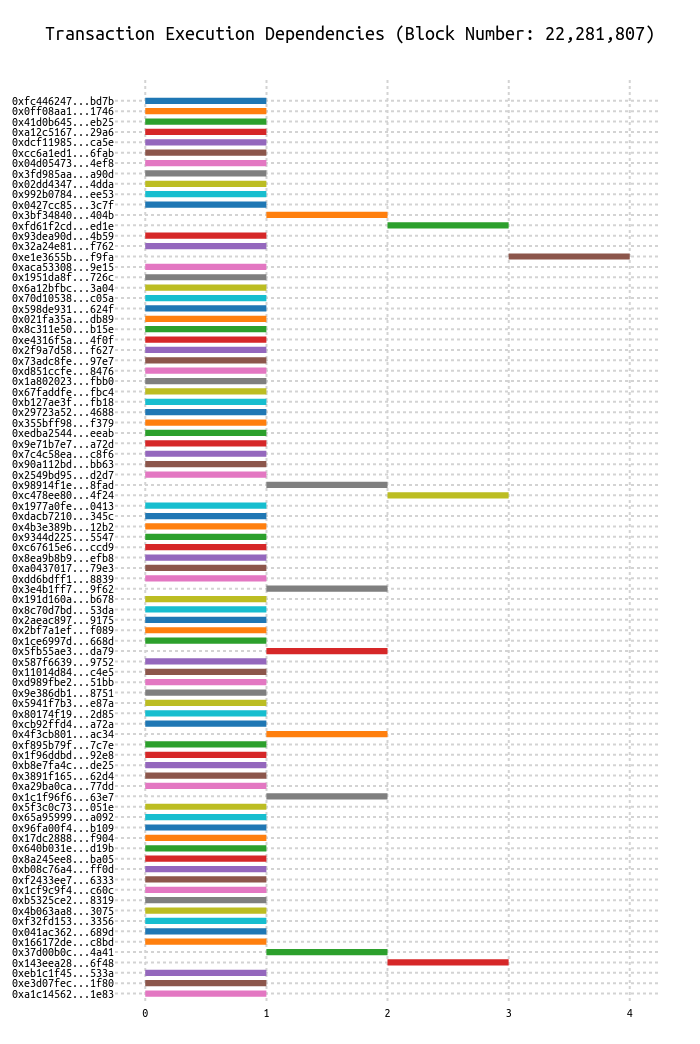 Transaction Execution Dependencies (Block Number: 22,281,807)
0xfc446247...bd7b
0x0ff08aa1...1746
0x41d0b645...eb25
0xa12c5167...29a6
0xdcf11985...ca5e
0xcc6a1ed1...6fab
0x04d05473...4ef8
0x3fd985aa...a90d
0x02dd4347...4dda
0x992b0784...ee53
0x0427cc85...3c7f
0x3bf34840...404b
0xfd61f2cd...ed1e
0x93dea90d...4b59
0x32a24e81...f762
0xe1e3655b...f9fa
0xaca53308...9e15
0x1951da8f...726c
0x6a12bfbc...3a04
0x70d10538...c05a
0x598de931...624f
0x021fa35a...db89
0x8c311e50...b15e
0xe4316f5a...4f0f
0x2f9a7d58...f627
0x73adc8fe...97e7
0xd851ccfe...8476
0x1a802023...fbb0
0x67faddfe...fbc4
0xb127ae3f...fb18
0x29723a52...4688
0x355bff98...f379
0xedba2544...eeab
0x9e71b7e7...a72d
0x7c4c58ea...c8f6
0x90a112bd...bb63
0x2549bd95...d2d7
0x98914f1e...8fad
0xc478ee80...4f24
0x1977a0fe...0413
0xdacb7210...345c
0x4b3e389b...12b2
0x9344d225...5547
0xc67615e6...ccd9
0x8ea9b8b9...efb8
0xa0437017...79e3
0xdd6bdff1...8839
0x3e4b1ff7...9f62
0x191d160a...b678
0x8c70d7bd...53da
0x2aeac897...9175
0x2bf7a1ef...f089
0x1ce6997d...668d
0x5fb55ae3...da79
0x587f6639...9752
0x11014d84...c4e5
0xd989fbe2...51bb
0x9e386db1...8751
0x5941f7b3...e87a
0x80174f19...2d85
0xcb92ffd4...a72a
0x4f3cb801...ac34
0xf895b79f...7c7e
0x1f96ddbd...92e8
0xb8e7fa4c...de25
0x3891f165...62d4
0xa29ba0ca...77dd
0x1c1f96f6...63e7
0x5f3c0c73...051e
0x65a95999...a092
0x96fa00f4...b109
0x17dc2888...f904
0x640b031e...d19b
0x8a245ee8...ba05
0xb08c76a4...ff0d
0xf2433ee7...6333
0x1cf9c9f4...c60c
0xb5325ce2...8319
0x4b063aa8...3075
0xf32fd153...3356
0x041ac362...689d
0x166172de...c8bd
0x37d00b0c...4a41
0x143eea28...6f48
0xeb1c1f45...533a
0xe3d07fec...1f80
0xa1c14562...1e83
0 1 2 3 4